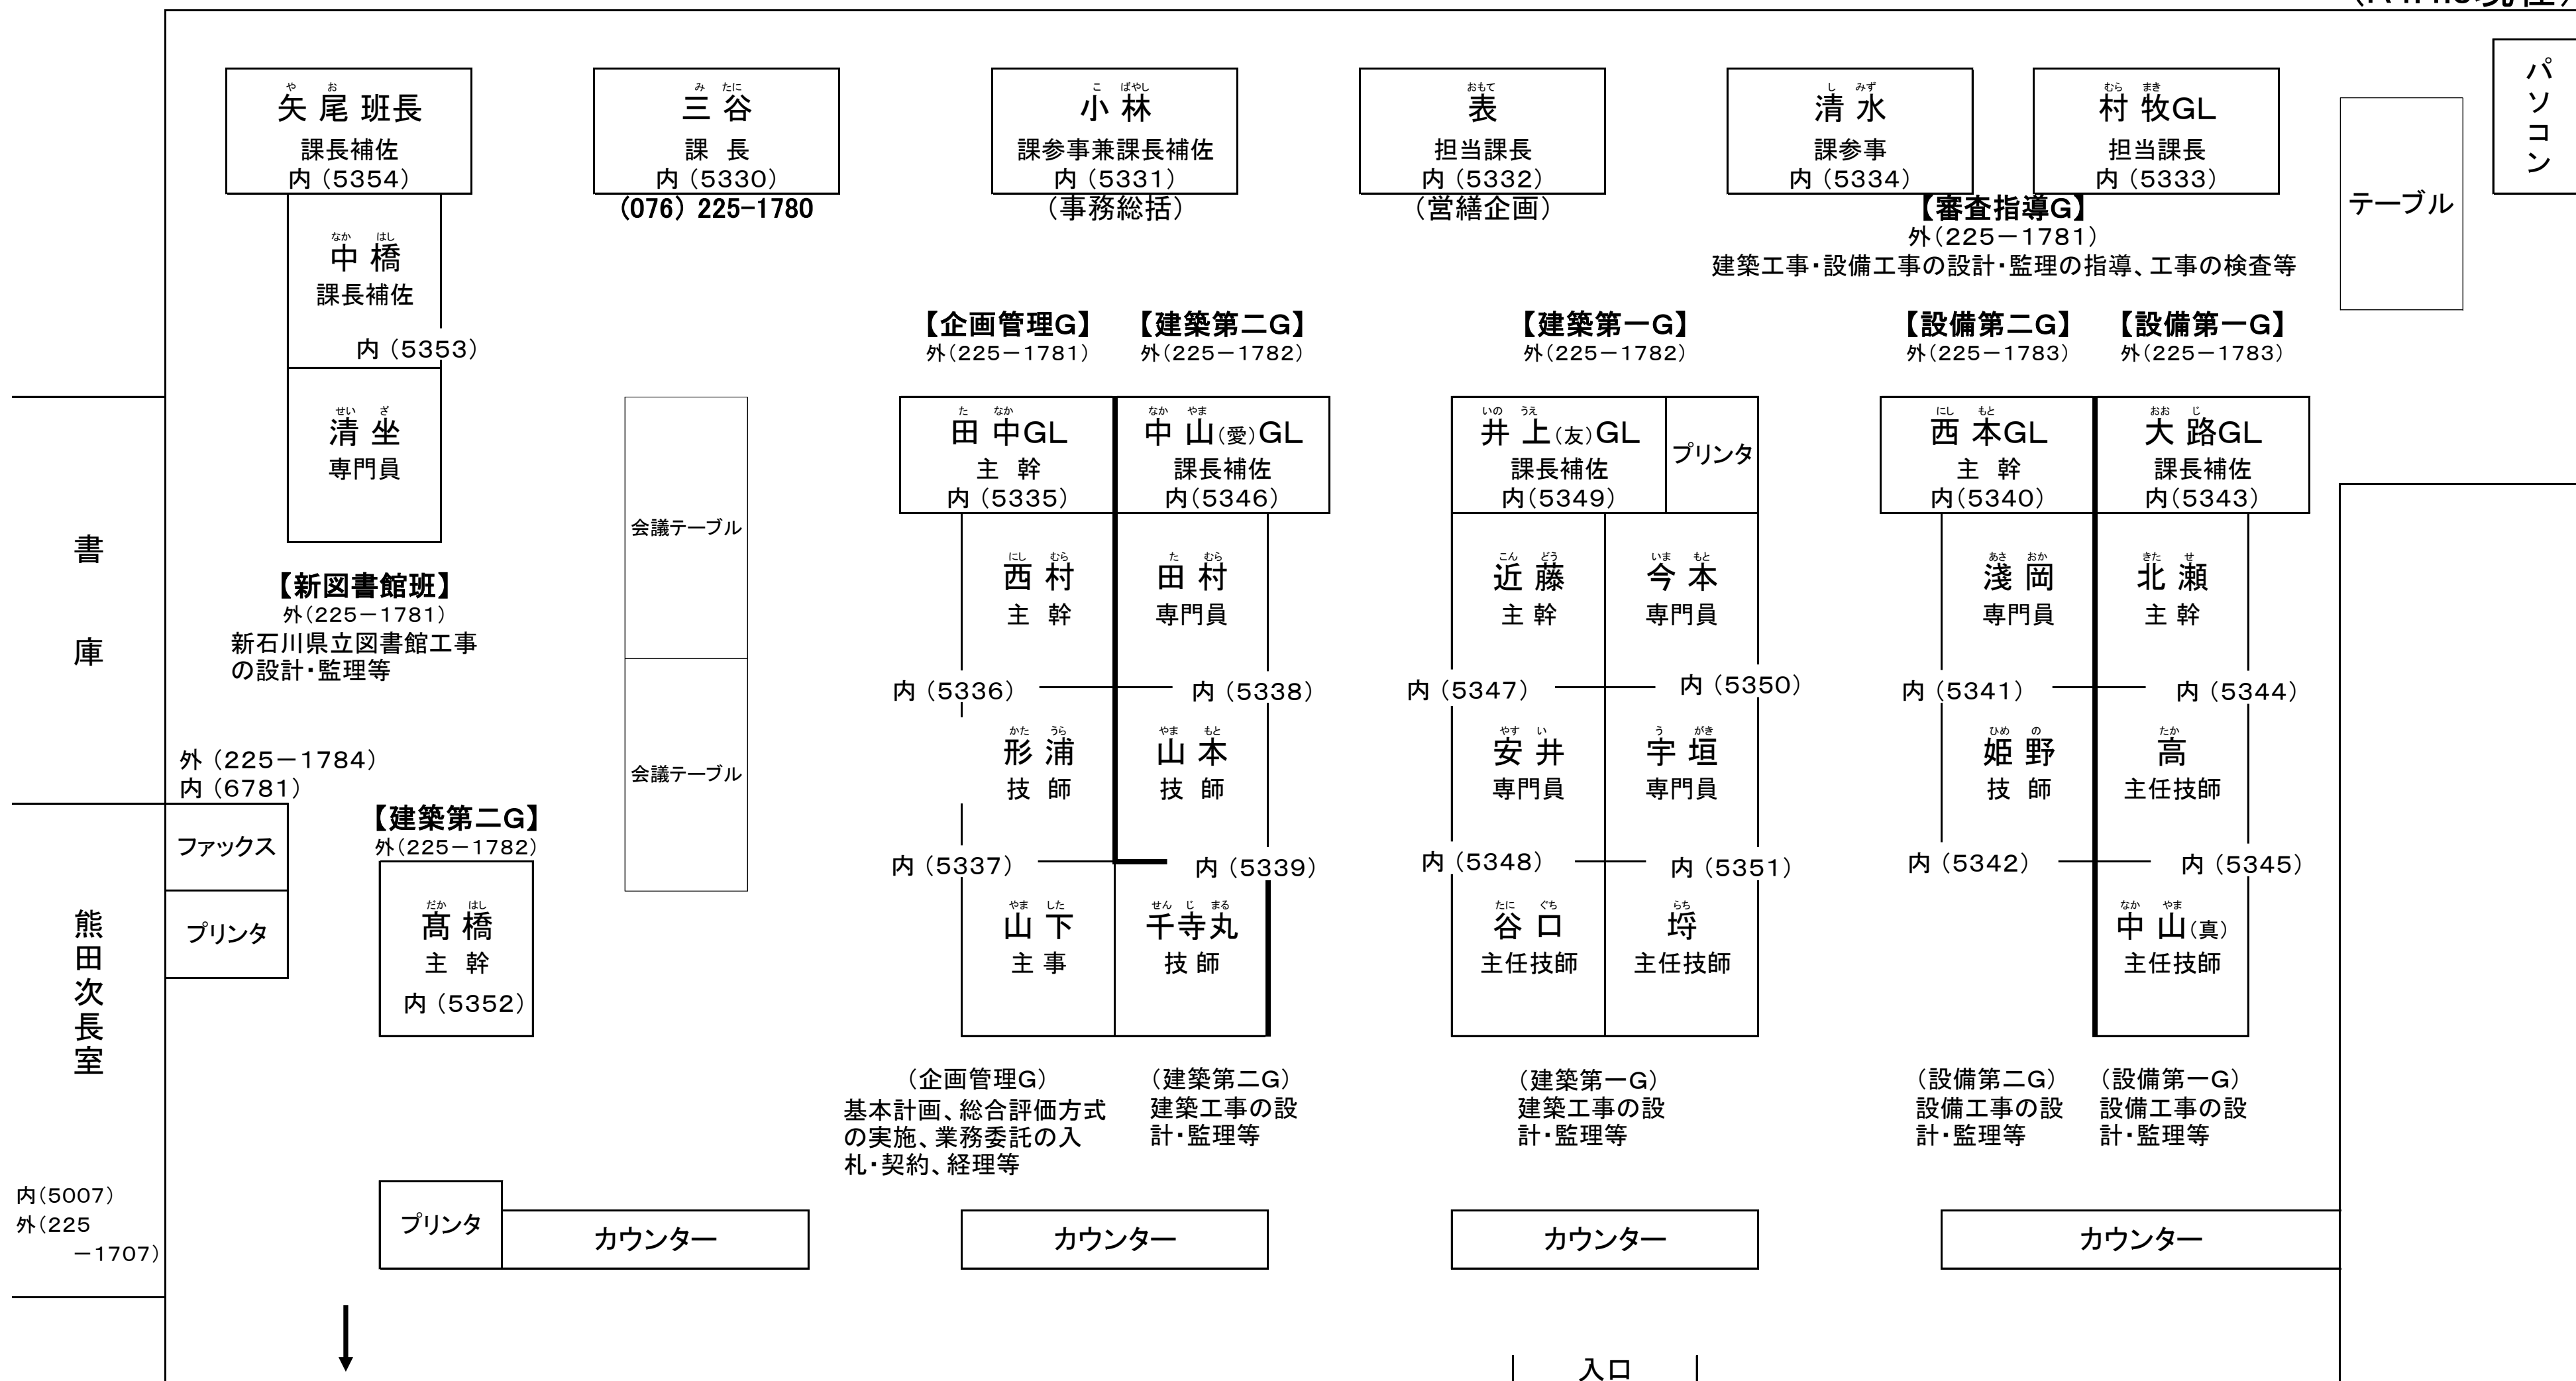 パソコン
矢尾 班長
課長補佐
内（5354）
三谷
課 長
内（5330）
（076）225-1780
小林
課参事兼課長補佐
内（5331）
（事務総括）
表
担当課長
内（5332）
（営繕企画）
清水
課参事
内（5334）
村牧GL
担当課長
内（5333）
【審査指導G】
外（225－1781）
建築工事・設備工事の設計・監理の指導、工事の検査等
テーブル
中橋
課長補佐
内（5353）
清坐
専門員
【新図書館班】
外（225－1781）
新石川県立図書館工事
の設計・監理等
書庫
会議テーブル
会議テーブル
外（225－1784）
内（6781）
ファックス
プリンタ
【建築第二G】
外（225－1782）
髙橋
主 幹
内（5352）
熊田次長室
内（5007）
外（225
－1707）
【企画管理G】
外（225－1781）
田中GL
主 幹
内（5335）
西村
主 幹
内（5336）
形浦
技 師
内（5337）
山下
主 事
【建築第二G】
外（225－1782）
中山（愛）GL
課長補佐
内（5346）
田村
専門員
内（5338）
山本
技 師
内（5339）
千寺丸
技 師
【建築第一G】
外（225－1782）
井上（友）GL
課長補佐
内（5349）
プリンタ
近藤
主 幹
内（5347）
安井
専門員
内（5348）
谷口
主任技師
今本
専門員
内（5350）
宇垣
専門員
内（5351）
埒
主任技師
【設備第二G】
外（225－1783）
西本GL
主 幹
内（5340）
淺岡
専門員
内（5341）
姫野
技 師
内（5342）
【設備第一G】
外（225－1783）
大路GL
課長補佐
内（5343）
北瀬
主 幹
内（5344）
高
主任技師
内（5345）
中山（真）
主任技師
（企画管理G）
基本計画、総合評価方式
の実施、業務委託の入
札・契約、経理等
（建築第二G）
建築工事の設
計・監理等
（建築第一G）
建築工事の設
計・監理等
（設備第二G）
設備工事の設
計・監理等
（設備第一G）
設備工事の設
計・監理等
プリンタ
カウンター
カウンター
カウンター
カウンター
入口